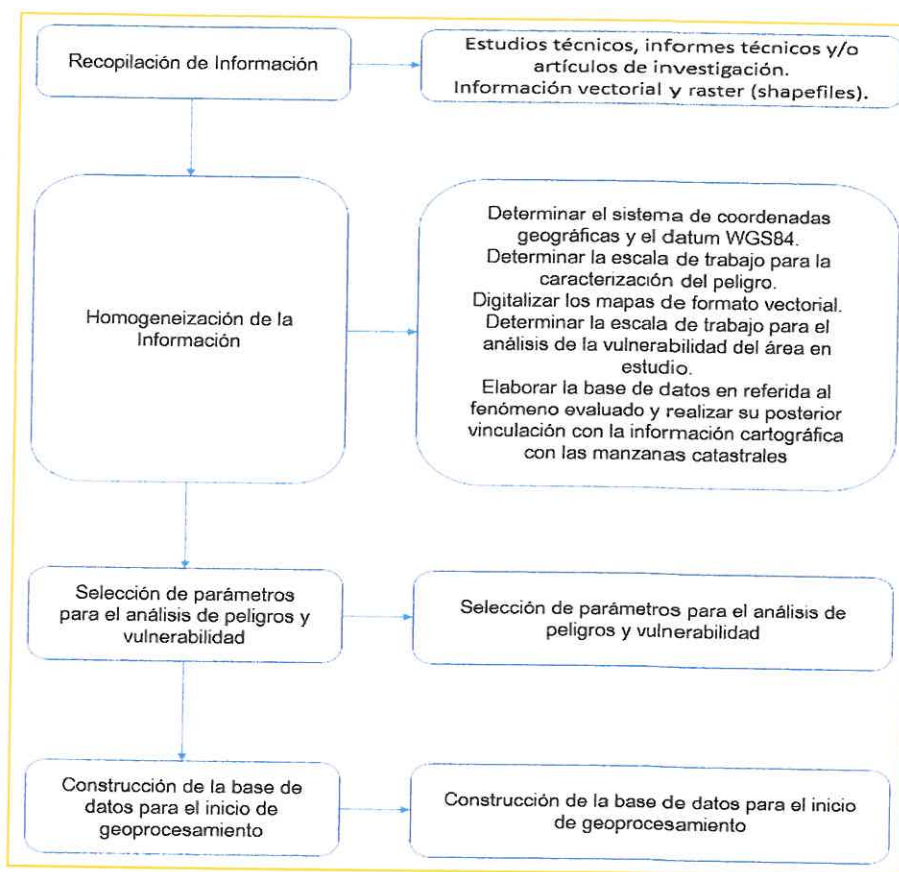 Recopilación de Información
Estudios técnicos, informes técnicos y/o
artículos de investigación.
Información vectorial y raster (shapefiles).
Homogeneización de la
Información
Determinar el sistema de coordenadas
geográficas y el datum WGS84.
Determinar la escala de trabajo para la
caracterización del peligro.
Digitalizar los mapas de formato vectorial.
Determinar la escala de trabajo para el
análisis de la vulnerabilidad del área en
estudio.
Elaborar la base de datos en referida al
fenómeno evaluado y realizar su posterior
vinculación con la información cartográfica
con las manzanas catastrales
Selección de parámetros
para el análisis de peligros y
vulnerabilidad
Selección de parámetros para el análisis de
peligros y vulnerabilidad
Construcción de la base de
datos para el inicio de
geoprocesamiento
Construcción de la base de datos para el inicio
de geoprocesamiento